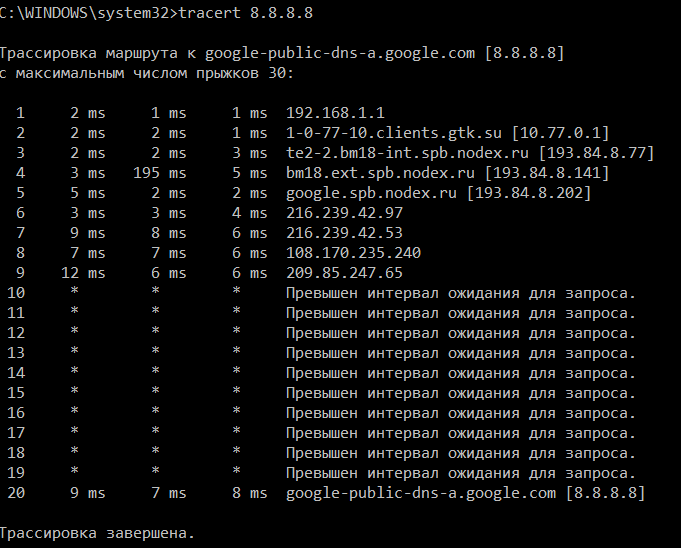 C:\WINDOWS\system32>tracert 8.8.8.8
Трассировка маршрута к google-public-dns-a.google.com [8.8.8.8]
с максимальным числом прыжков 30:
1 2 ms 1 ms 1 ms 192.168.1.1
2 2 ms 2 ms 1 ms 1-0-77-10.clients.gtk.su [10.77.0.1]
3 2 ms 2 ms 3 ms te2-2.bm18-int.spb.nodex.ru [193.84.8.77]
4 3 ms 195 ms 5 ms bm18.ext.spb.nodex.ru [193.84.8.141]
5 5 ms 2 ms 2 ms google.spb.nodex.ru [193.84.8.202]
6 3 ms 3 ms 4 ms 216.239.42.97
7 9 ms 8 ms 6 ms 216.239.42.53
8 7 ms 7 ms 6 ms 108.170.235.240
9 12 ms 6 ms 6 ms 209.85.247.65
10 * * * Превышен интервал ожидания для запроса.
11 * * * Превышен интервал ожидания для запроса.
12 * * * Превышен интервал ожидания для запроса.
13 * * * Превышен интервал ожидания для запроса.
14 * * * Превышен интервал ожидания для запроса.
15 * * * Превышен интервал ожидания для запроса.
16 * * * Превышен интервал ожидания для запроса.
17 * * * Превышен интервал ожидания для запроса.
18 * * * Превышен интервал ожидания для запроса.
19 * * * Превышен интервал ожидания для запроса.
20 9 ms 7 ms 8 ms google-public-dns-a.google.com [8.8.8.8]
Трассировка завершена.